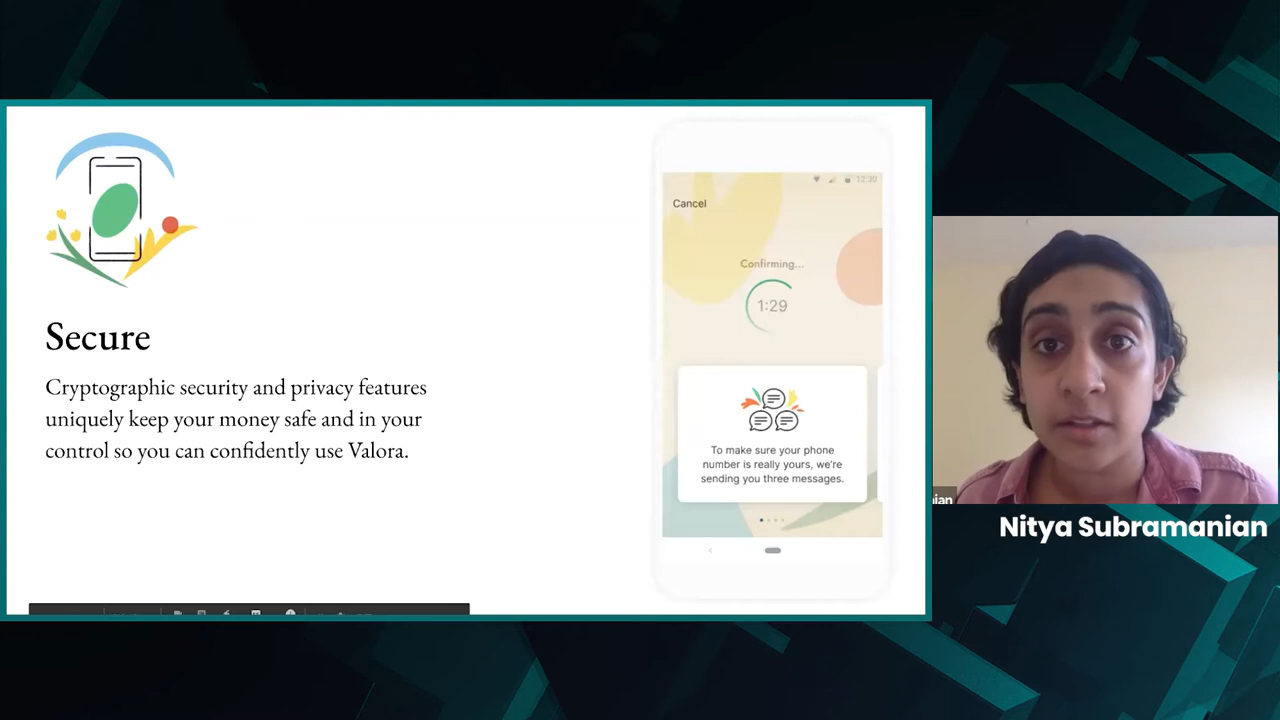 Secure
Cryptographic security and privacy features
uniquely keep your money safe and in your
control so you can confidently use Valora.
12:30
Cancel
Confirming...
1:29
To make sure your phone
number is really yours, we're
sending you three messages.
Nitya Subramanian